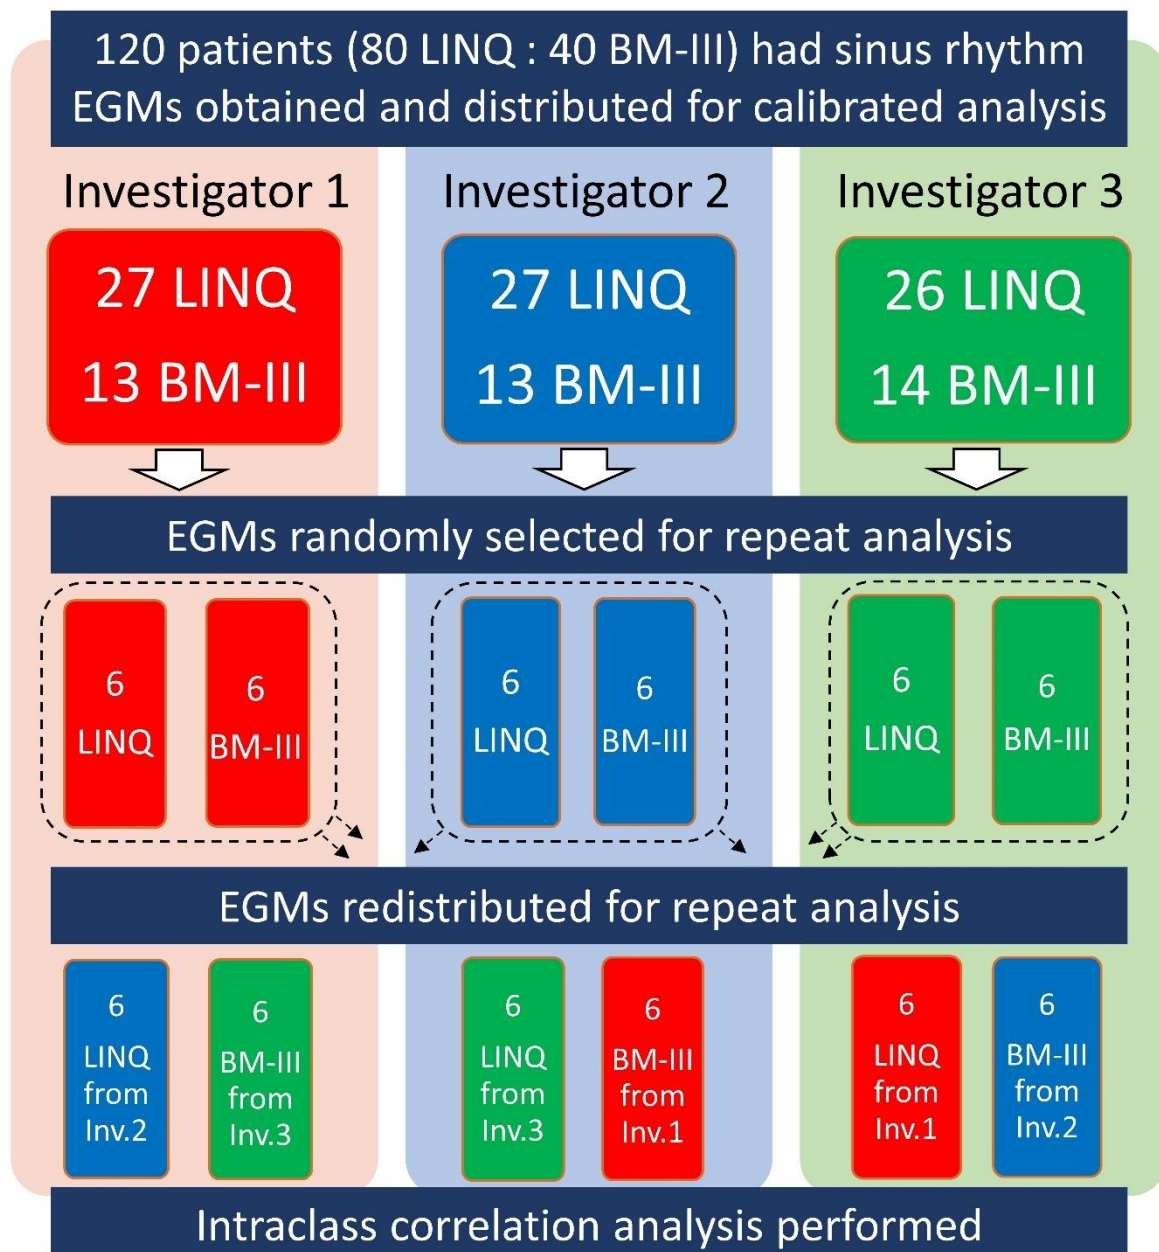 120 patients (80 LINQ : 40 BM-III) had sinus rhythm
EGMs obtained and distributed for calibrated analysis
Investigator 1
27 LINQ
13 BM-III
Investigator 2
27 LINQ
13 BM-III
Investigator 3
26 LINQ
14 BM-III
EGMs randomly selected for repeat analysis
6
LINQ
6
BM-III
6
LINQ
6
BM-III
6
LINQ
6
BM-III
EGMs redistributed for repeat analysis
6
LINQ
from
Inv.2
6
BM-III
from
Inv.3
6
LINQ
from
Inv.3
6
BM-III
from
Inv.1
6
LINQ
from
Inv.1
6
BM-III
from
Inv.2
Intraclass correlation analysis performed